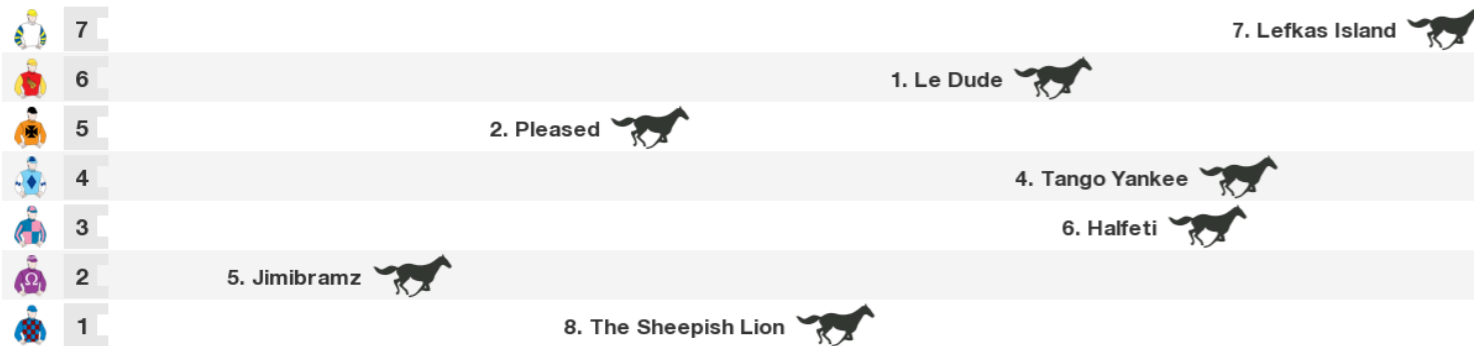 7 7. Lefkas Island
6 1. Le Dude
5 2. Pleased
4 4. Tango Yankee
3 6. Halfeti
2 5. Jimibramz
Ω
1 8. The Sheepish Lion